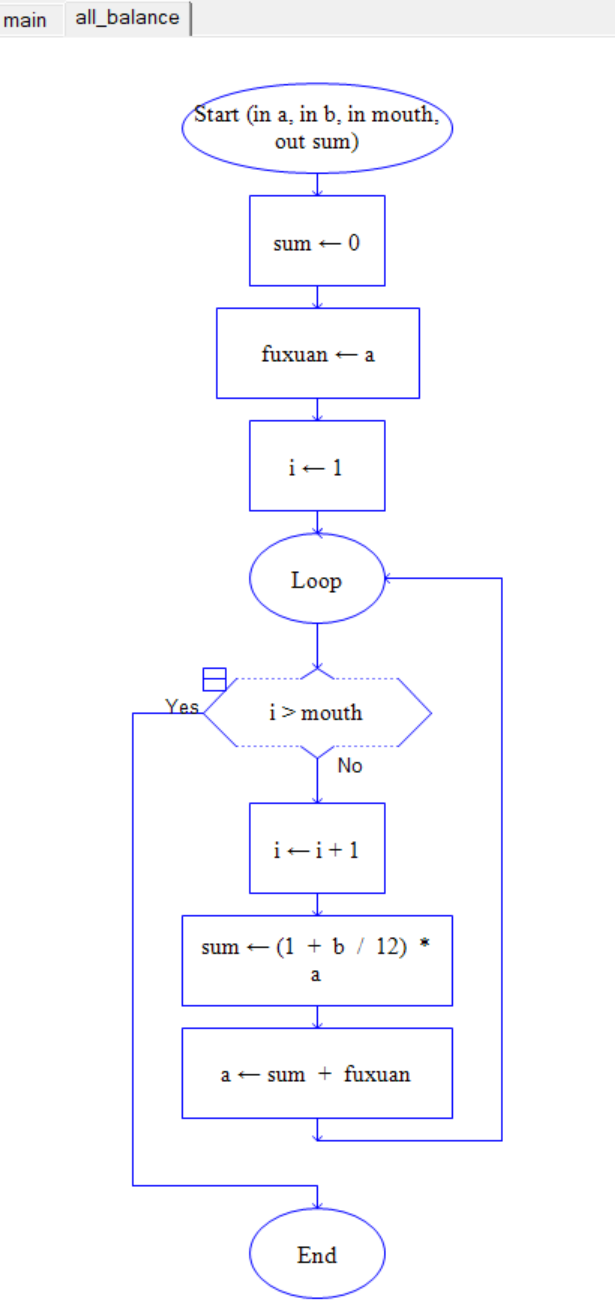 main
all_balance
Start (in a, in b, in mouth,
out sum)
sum ← 0
fuxuan ← a
i ← 1
Loop
Yes
i > mouth
No
i ← i + 1
sum ← (1 + b / 12) *
a
a ← sum + fuxuan
End